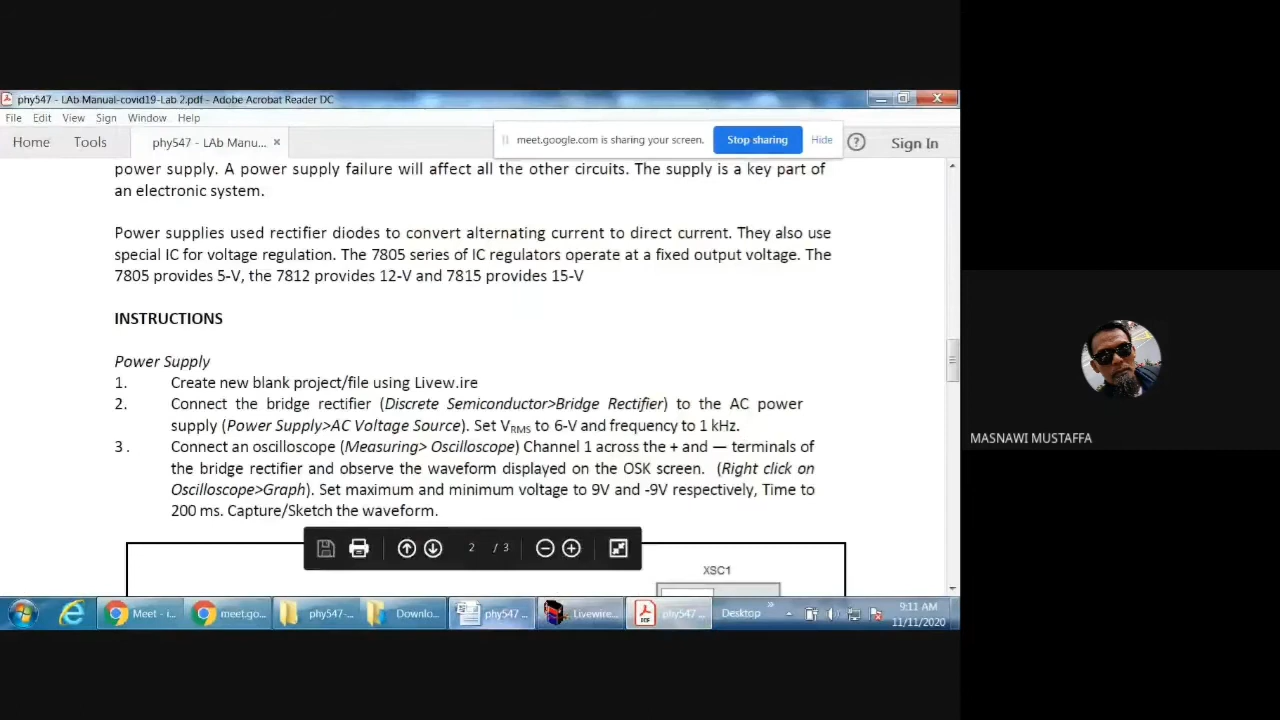 phy547 - LAb Manual-covid19-Lab 2.pdf - Adobe Acrobat Reader DC
File Edit View Sign Window Help
Home Tools phy547 - LAb Manu... × meet.google.com is sharing your screen. Stop sharing Hide ? Sign In
power supply. A power supply failure will affect all the other circuits. The supply is a key part of
an electronic system.
Power supplies used rectifier diodes to convert alternating current to direct current. They also use
special IC for voltage regulation. The 7805 series of IC regulators operate at a fixed output voltage. The
7805 provides 5-V, the 7812 provides 12-V and 7815 provides 15-V
INSTRUCTIONS
Power Supply
1. Create new blank project/file using Livew.ire
2. Connect the bridge rectifier (Discrete Semiconductor>Bridge Rectifier) to the AC power
supply (Power Supply>AC Voltage Source). Set VRMS to 6-V and frequency to 1 kHz.
3. Connect an oscilloscope (Measuring> Oscilloscope) Channel 1 across the + and — terminals of
the bridge rectifier and observe the waveform displayed on the OSK screen. (Right click on
Oscilloscope>Graph). Set maximum and minimum voltage to 9V and -9V respectively, Time to
200 ms. Capture/Sketch the waveform.
2 / 3
XSC1
MASNAWI MUSTAFFA
Meet - i... meet.go... phy547-... Downlo... phy547 ... Livewire... phy547 ... Desktop » 9:11 AM
11/11/2020